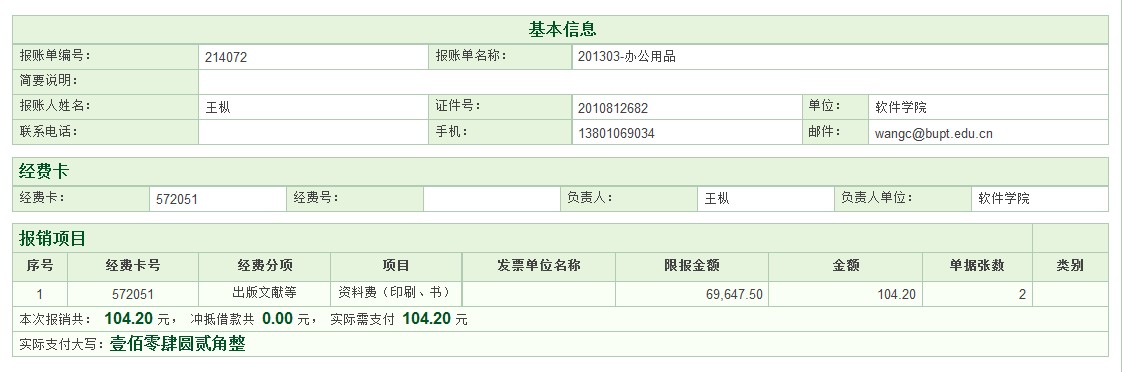 基本信息
报账单编号： 214072 报账单名称： 201303-办公用品
简要说明：
报账人姓名： 王枞 证件号： 2010812682 单位： 软件学院
联系电话： 手机： 13801069034 邮件： wangc@bupt.edu.cn
经费卡
经费卡： 572051 经费号： 负责人： 王枞 负责人单位： 软件学院
报销项目
序号 经费卡号 经费分项 项目 发票单位名称 限报金额 金额 单据张数 类别
1 572051 出版文献等 资料费（印刷、书） 69,647.50 104.20 2
本次报销共： 104.20 元， 冲抵借款共 0.00 元， 实际需支付 104.20 元
实际支付大写：壹佰零肆圆贰角整